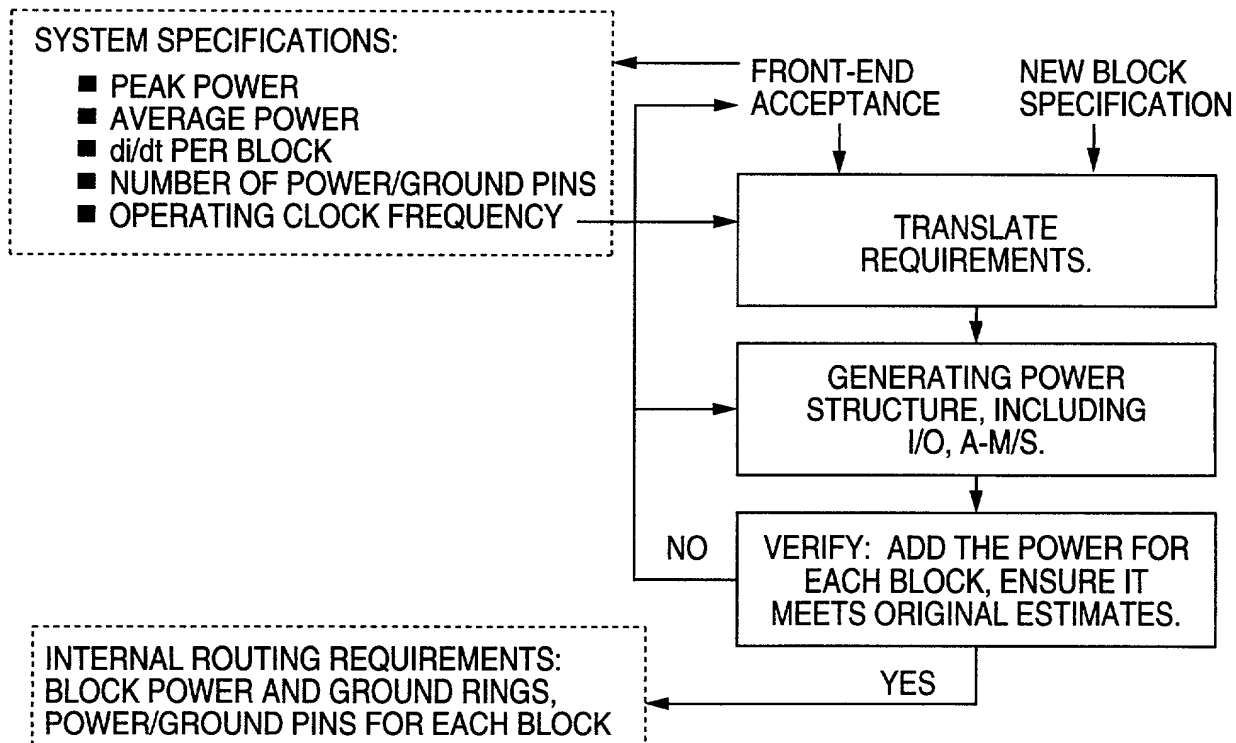 SYSTEM SPECIFICATIONS:
■ PEAK POWER
■ AVERAGE POWER
■ di/dt PER BLOCK
■ NUMBER OF POWER/GROUND PINS
■ OPERATING CLOCK FREQUENCY
FRONT-END
ACCEPTANCE
NEW BLOCK
SPECIFICATION
TRANSLATE
REQUIREMENTS.
GENERATING POWER
STRUCTURE, INCLUDING
I/O, A-M/S.
NO
VERIFY: ADD THE POWER FOR
EACH BLOCK, ENSURE IT
MEETS ORIGINAL ESTIMATES.
YES
INTERNAL ROUTING REQUIREMENTS:
BLOCK POWER AND GROUND RINGS,
POWER/GROUND PINS FOR EACH BLOCK